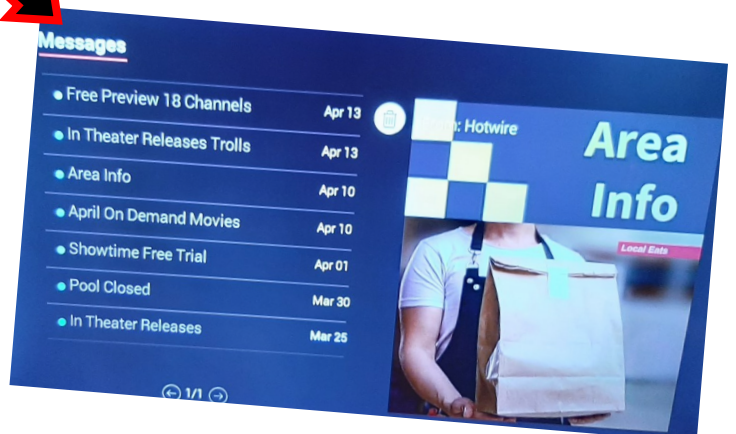 Messages
Free Preview 18 Channels Apr 13
In Theater Releases Trolls Apr 13
Area Info Apr 10
April On Demand Movies Apr 10
Showtime Free Trial Apr 01
Pool Closed Mar 30
In Theater Releases Mar 25
1/1
: Hotwire
Area
Info
Local Eats